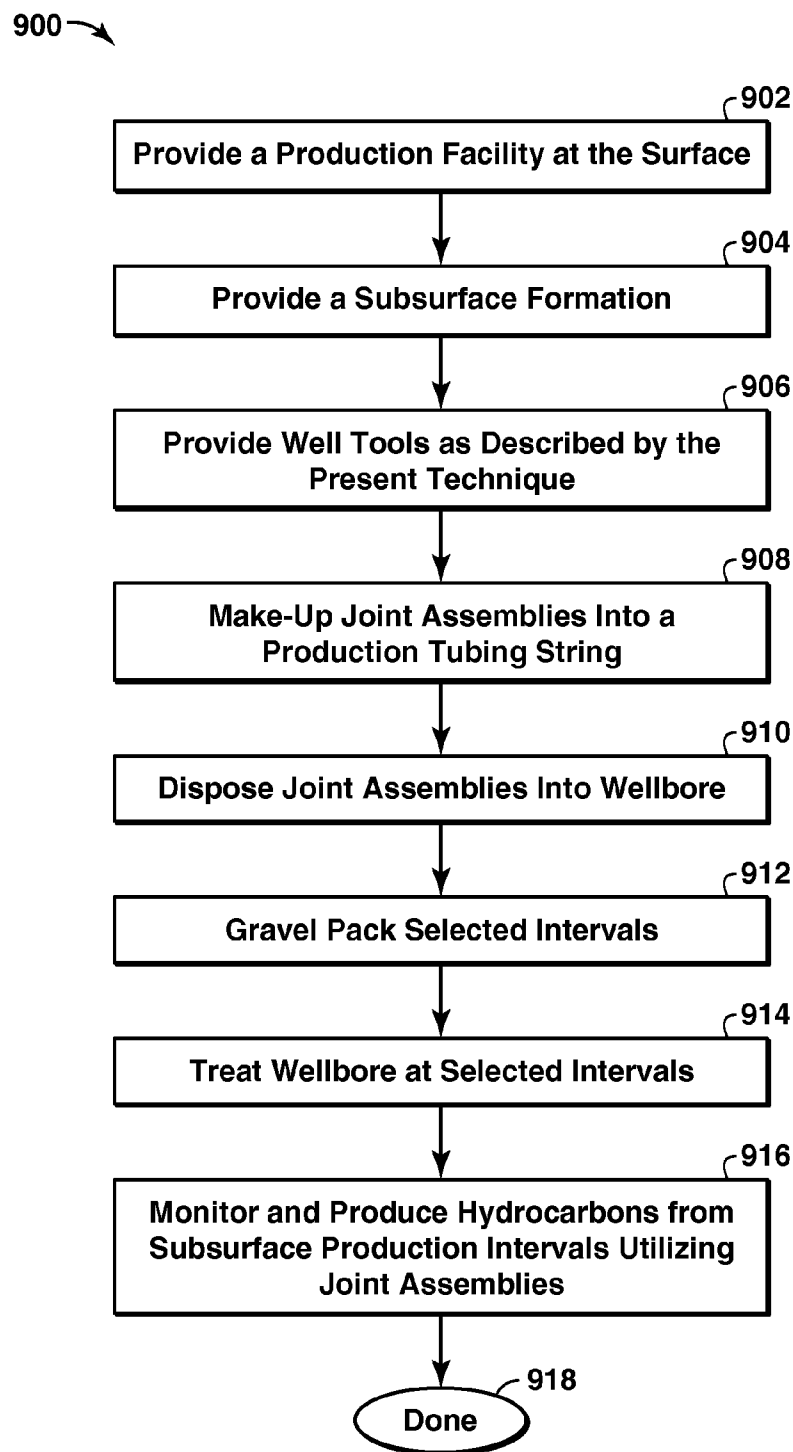 900
902
Provide a Production Facility at the Surface
904
Provide a Subsurface Formation
906
Provide Well Tools as Described by the
Present Technique
908
Make-Up Joint Assemblies Into a
Production Tubing String
910
Dispose Joint Assemblies Into Wellbore
912
Gravel Pack Selected Intervals
914
Treat Wellbore at Selected Intervals
916
Monitor and Produce Hydrocarbons from
Subsurface Production Intervals Utilizing
Joint Assemblies
918
Done